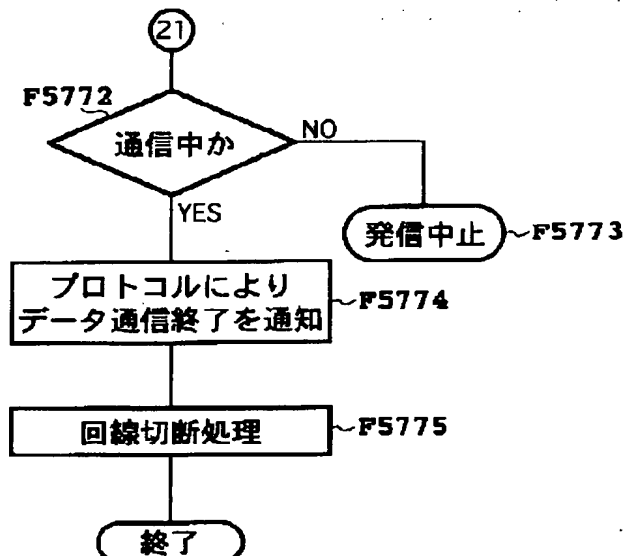 21
F5772
通信中か
NO
YES
発信中止
F5773
プロトコルにより
データ通信終了を通知
F5774
回線切断処理
F5775
終了